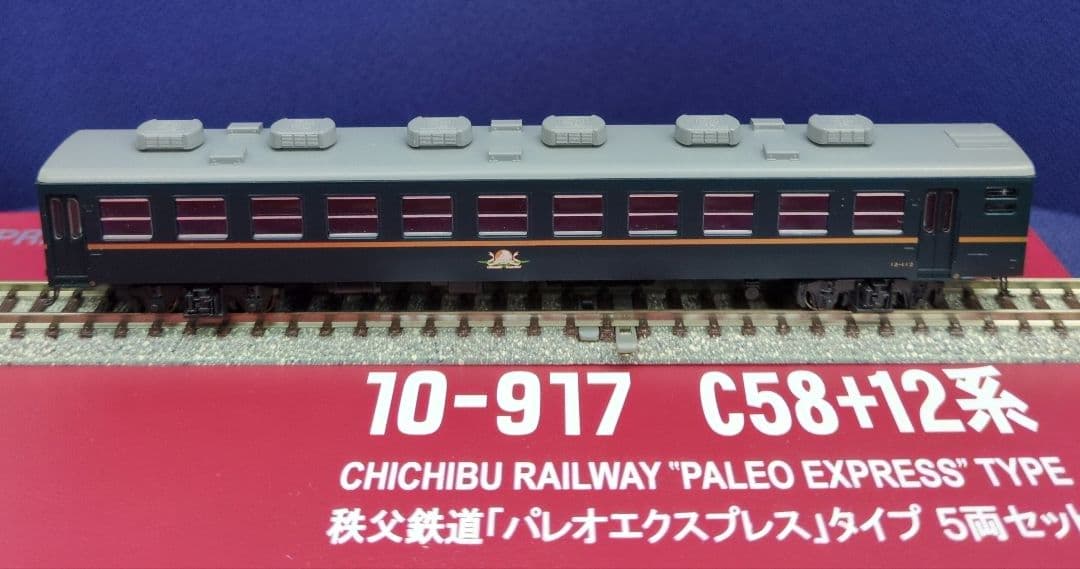 10-917 C58+12系
CHICHIBU RAILWAY "PALEO EXPRESS" TYPE
秩父鉄道「パレオエクスプレス」タイプ 5両セット